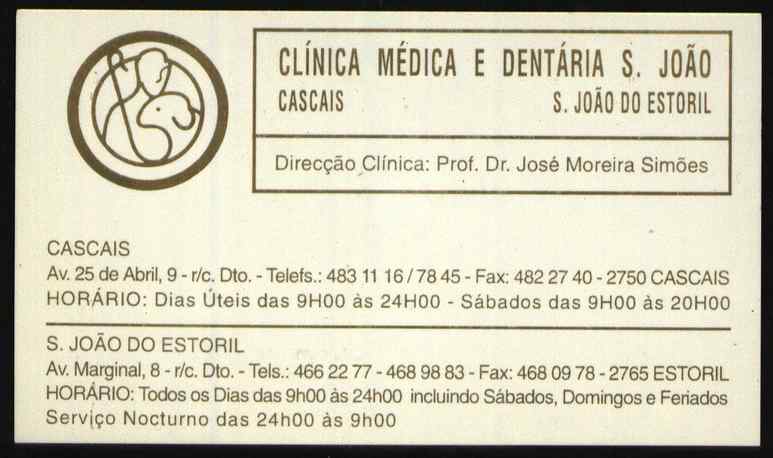 CLÍNICA MÉDICA E DENTÁRIA S. JOÃO
CASCAIS S. JOÃO DO ESTORIL
Direcção Clínica: Prof. Dr. José Moreira Simões
CASCAIS
Av. 25 de Abril, 9 - r/c. Dto. - Telefs.: 483 11 16 / 78 45 - Fax: 482 27 40 - 2750 CASCAIS
HORÁRIO: Dias Úteis das 9H00 às 24H00 - Sábados das 9H00 às 20H00
S. JOÃO DO ESTORIL
Av. Marginal, 8 - r/c. Dto. - Tels.: 466 22 77 - 468 98 83 - Fax: 468 09 78 - 2765 ESTORIL
HORÁRIO: Todos os Dias das 9h00 às 24h00 incluindo Sábados, Domingos e Feriados
Serviço Nocturno das 24h00 às 9h00